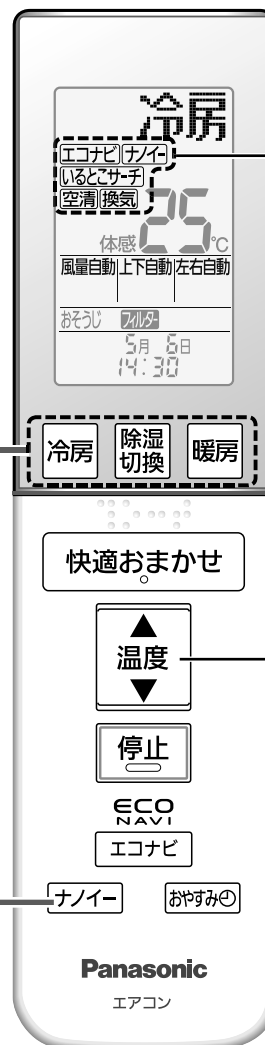 冷房
エコナビ ナノイー
いるとこサーチ
空清 換気
体感 25℃
風量自動 上下自動 左右自動
おそうじ フィルター
5月 6日
14:30
冷房 除湿切換 暖房
快適おまかせ
▲
温度
▼
停止
ECO
NAVI
エコナビ
ナノイー おやすみ
Panasonic
エアコン